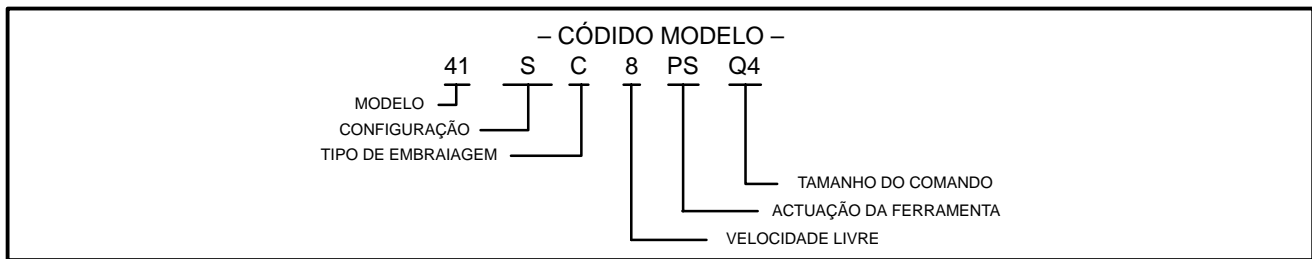 – CÓDIDO MODELO –
41 S C 8 PS Q4
MODELO
CONFIGURAÇÃO
TIPO DE EMBRAIAGEM
TAMANHO DO COMANDO
ACTUAÇÃO DA FERRAMENTA
VELOCIDADE LIVRE